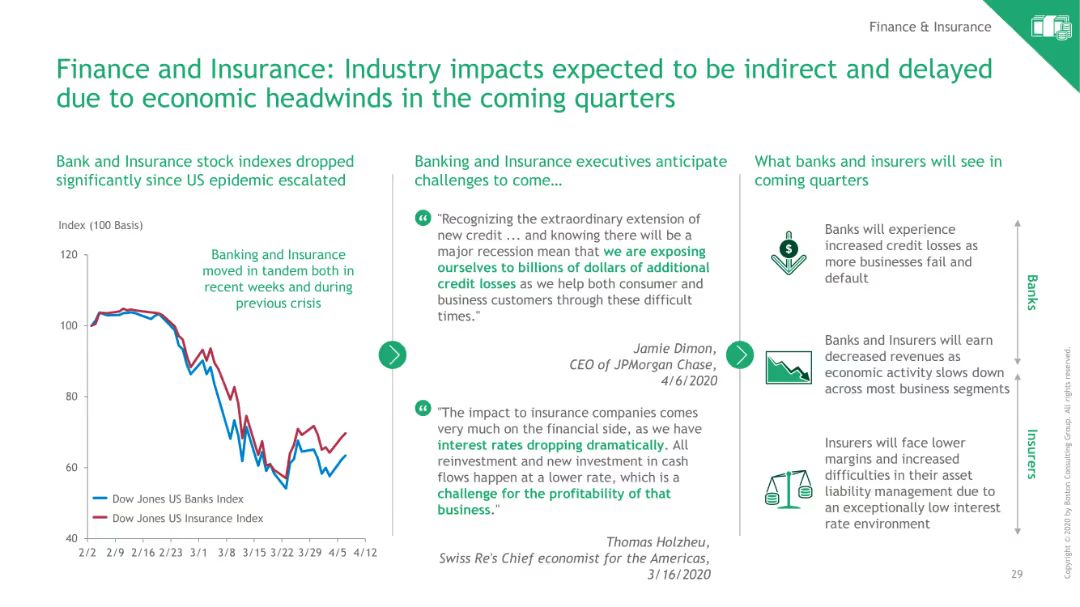 Finance & Insurance
Finance and Insurance: Industry impacts expected to be indirect and delayed
due to economic headwinds in the coming quarters
Bank and Insurance stock indexes dropped
significantly since US epidemic escalated
Index (100 Basis)
Banking and Insurance
moved in tandem both in
recent weeks and during
previous crisis
120
100
80
60
40
Dow Jones US Banks Index
Dow Jones US Insurance Index
2/2 2/9 2/16 2/23 3/1 3/8 3/15 3/22 3/29 4/5 4/12
Banking and Insurance executives anticipate
challenges to come…
"Recognizing the extraordinary extension of
new credit ... and knowing there will be a
major recession mean that we are exposing
ourselves to billions of dollars of additional
credit losses as we help both consumer and
business customers through these difficult
times."
Jamie Dimon,
CEO of JPMorgan Chase,
4/6/2020
"The impact to insurance companies comes
very much on the financial side, as we have
interest rates dropping dramatically. All
reinvestment and new investment in cash
flows happen at a lower rate, which is a
challenge for the profitability of that
business."
Thomas Holzheu,
Swiss Re's Chief economist for the Americas,
3/16/2020
What banks and insurers will see in
coming quarters
$
Banks will experience
increased credit losses as
more businesses fail and
default
Banks and Insurers will earn
decreased revenues as
economic activity slows down
across most business segments
Insurers will face lower
margins and increased
difficulties in their asset
liability management due to
an exceptionally low interest
rate environment
Banks
Insurers
29
Copyright © 2020 by Boston Consulting Group. All rights reserved.